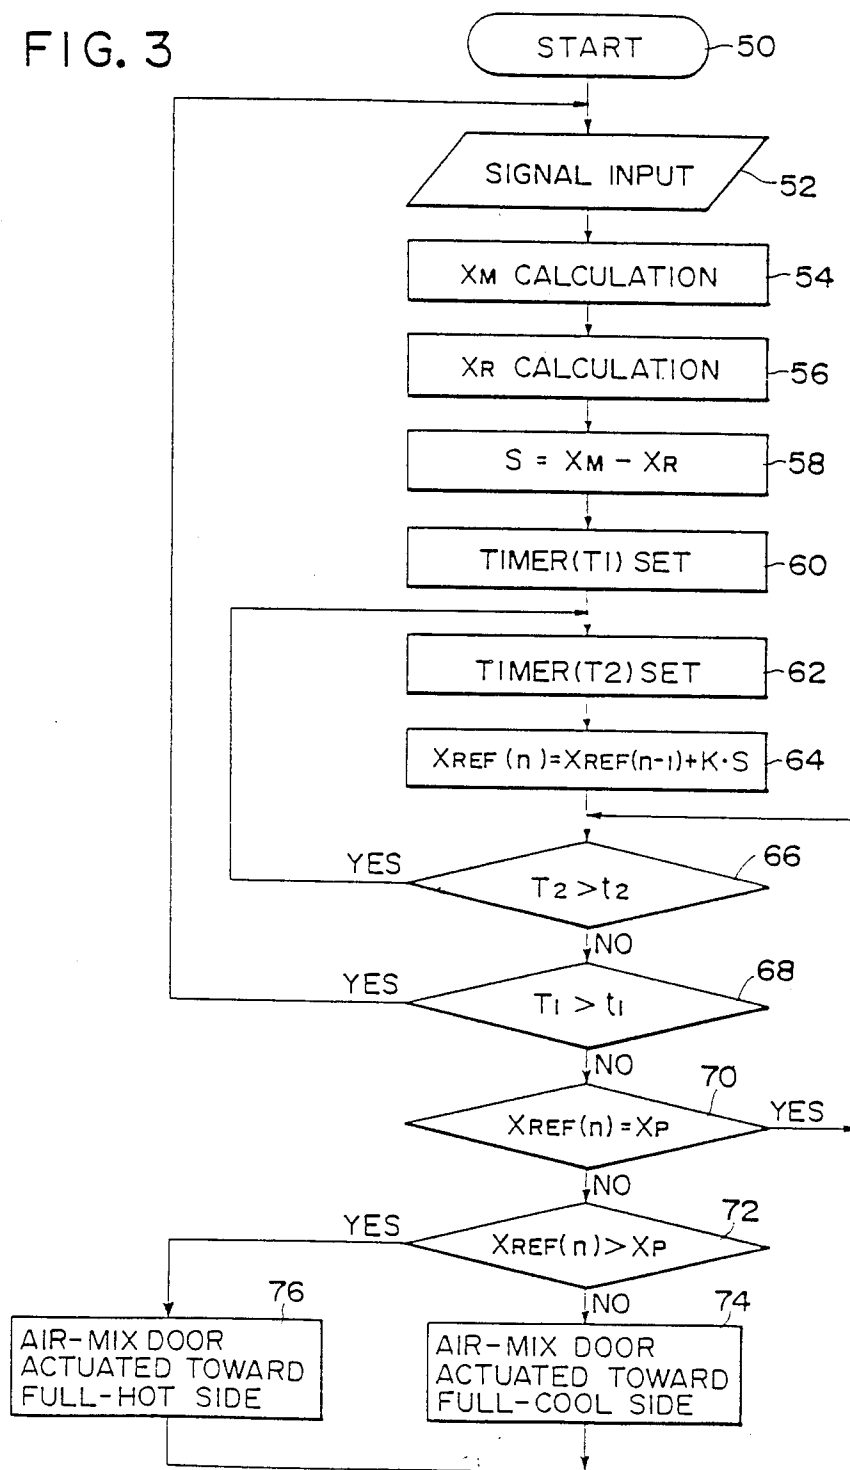 FIG. 3
START
50
SIGNAL INPUT
52
XM CALCULATION
54
XR CALCULATION
56
S = XM - XR
58
TIMER(T1) SET
60
TIMER(T2) SET
62
XREF(n)=XREF(n-1)+K·S
64
YES
66
T2 > t2
NO
YES
68
T1 > t1
NO
70
XREF(n)=XP
YES
NO
YES
72
XREF(n)>XP
76
NO
74
AIR-MIX DOOR
ACTUATED TOWARD
FULL-HOT SIDE
AIR-MIX DOOR
ACTUATED TOWARD
FULL-COOL SIDE